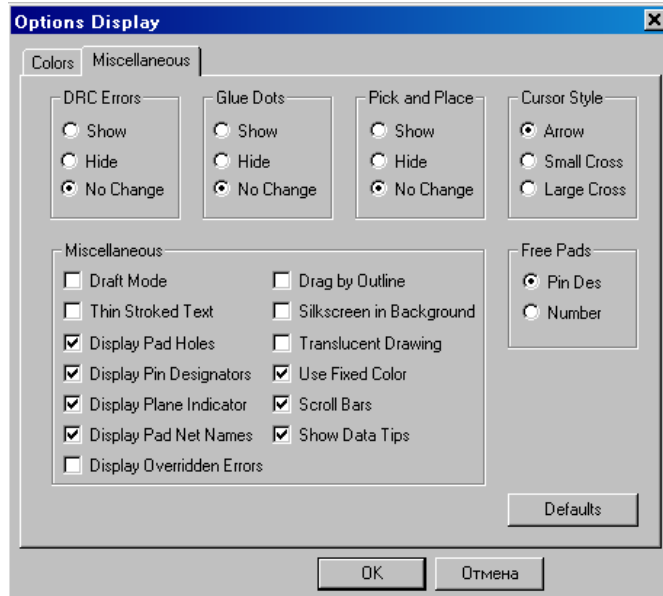 Options Display
Colors Miscellaneous
DRC Errors Glue Dots Pick and Place Cursor Style
Show Show Show Arrow
Hide Hide Hide Small Cross
No Change No Change No Change Large Cross
Miscellaneous Free Pads
Draft Mode Drag by Outline Pin Des
Thin Stroked Text Silkscreen in Background Number
Display Pad Holes Translucent Drawing
Display Pin Designators Use Fixed Color
Display Plane Indicator Scroll Bars
Display Pad Net Names Show Data Tips
Display Overridden Errors
Defaults
OK Отмена